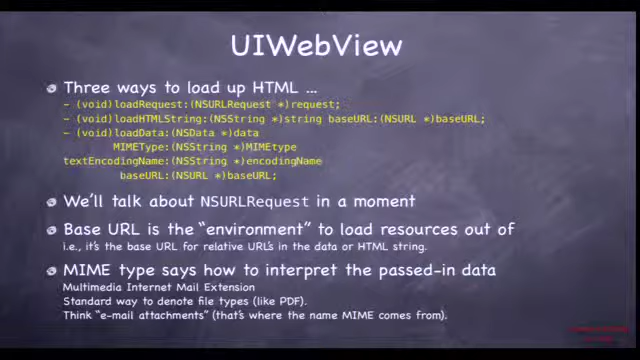 UIWebView
Three ways to load up HTML ...
- (void)loadRequest:(NSURLRequest *)request;
- (void)loadHTMLString:(NSString *)string baseURL:(NSURL *)baseURL;
- (void)loadData:(NSData *)data
MIMEType:(NSString *)MIMEtype
textEncodingName:(NSString *)encodingName
baseURL:(NSURL *)baseURL;
We'll talk about NSURLRequest in a moment
Base URL is the "environment" to load resources out of
i.e., it's the base URL for relative URL's in the data or HTML string.
MIME type says how to interpret the passed-in data
Multimedia Internet Mail Extension
Standard way to denote file types (like PDF).
Think "e-mail attachments" (that's where the name MIME comes from).